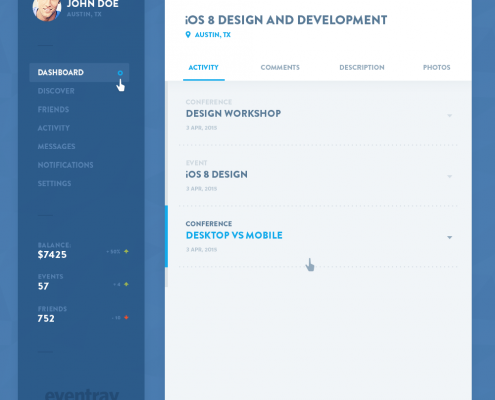 JOHN DOE
AUSTIN, TX
DASHBOARD
DISCOVER
FRIENDS
ACTIVITY
MESSAGES
NOTIFICATIONS
SETTINGS
BALANCE:
$7425
EVENTS
57
FRIENDS
752
eventray
iOS 8 DESIGN AND DEVELOPMENT
AUSTIN, TX
ACTIVITY COMMENTS DESCRIPTION PHOTOS
CONFERENCE
DESIGN WORKSHOP
3 APR, 2015
EVENT
iOS 8 DESIGN
3 APR, 2015
CONFERENCE
DESKTOP VS MOBILE
3 APR, 2015